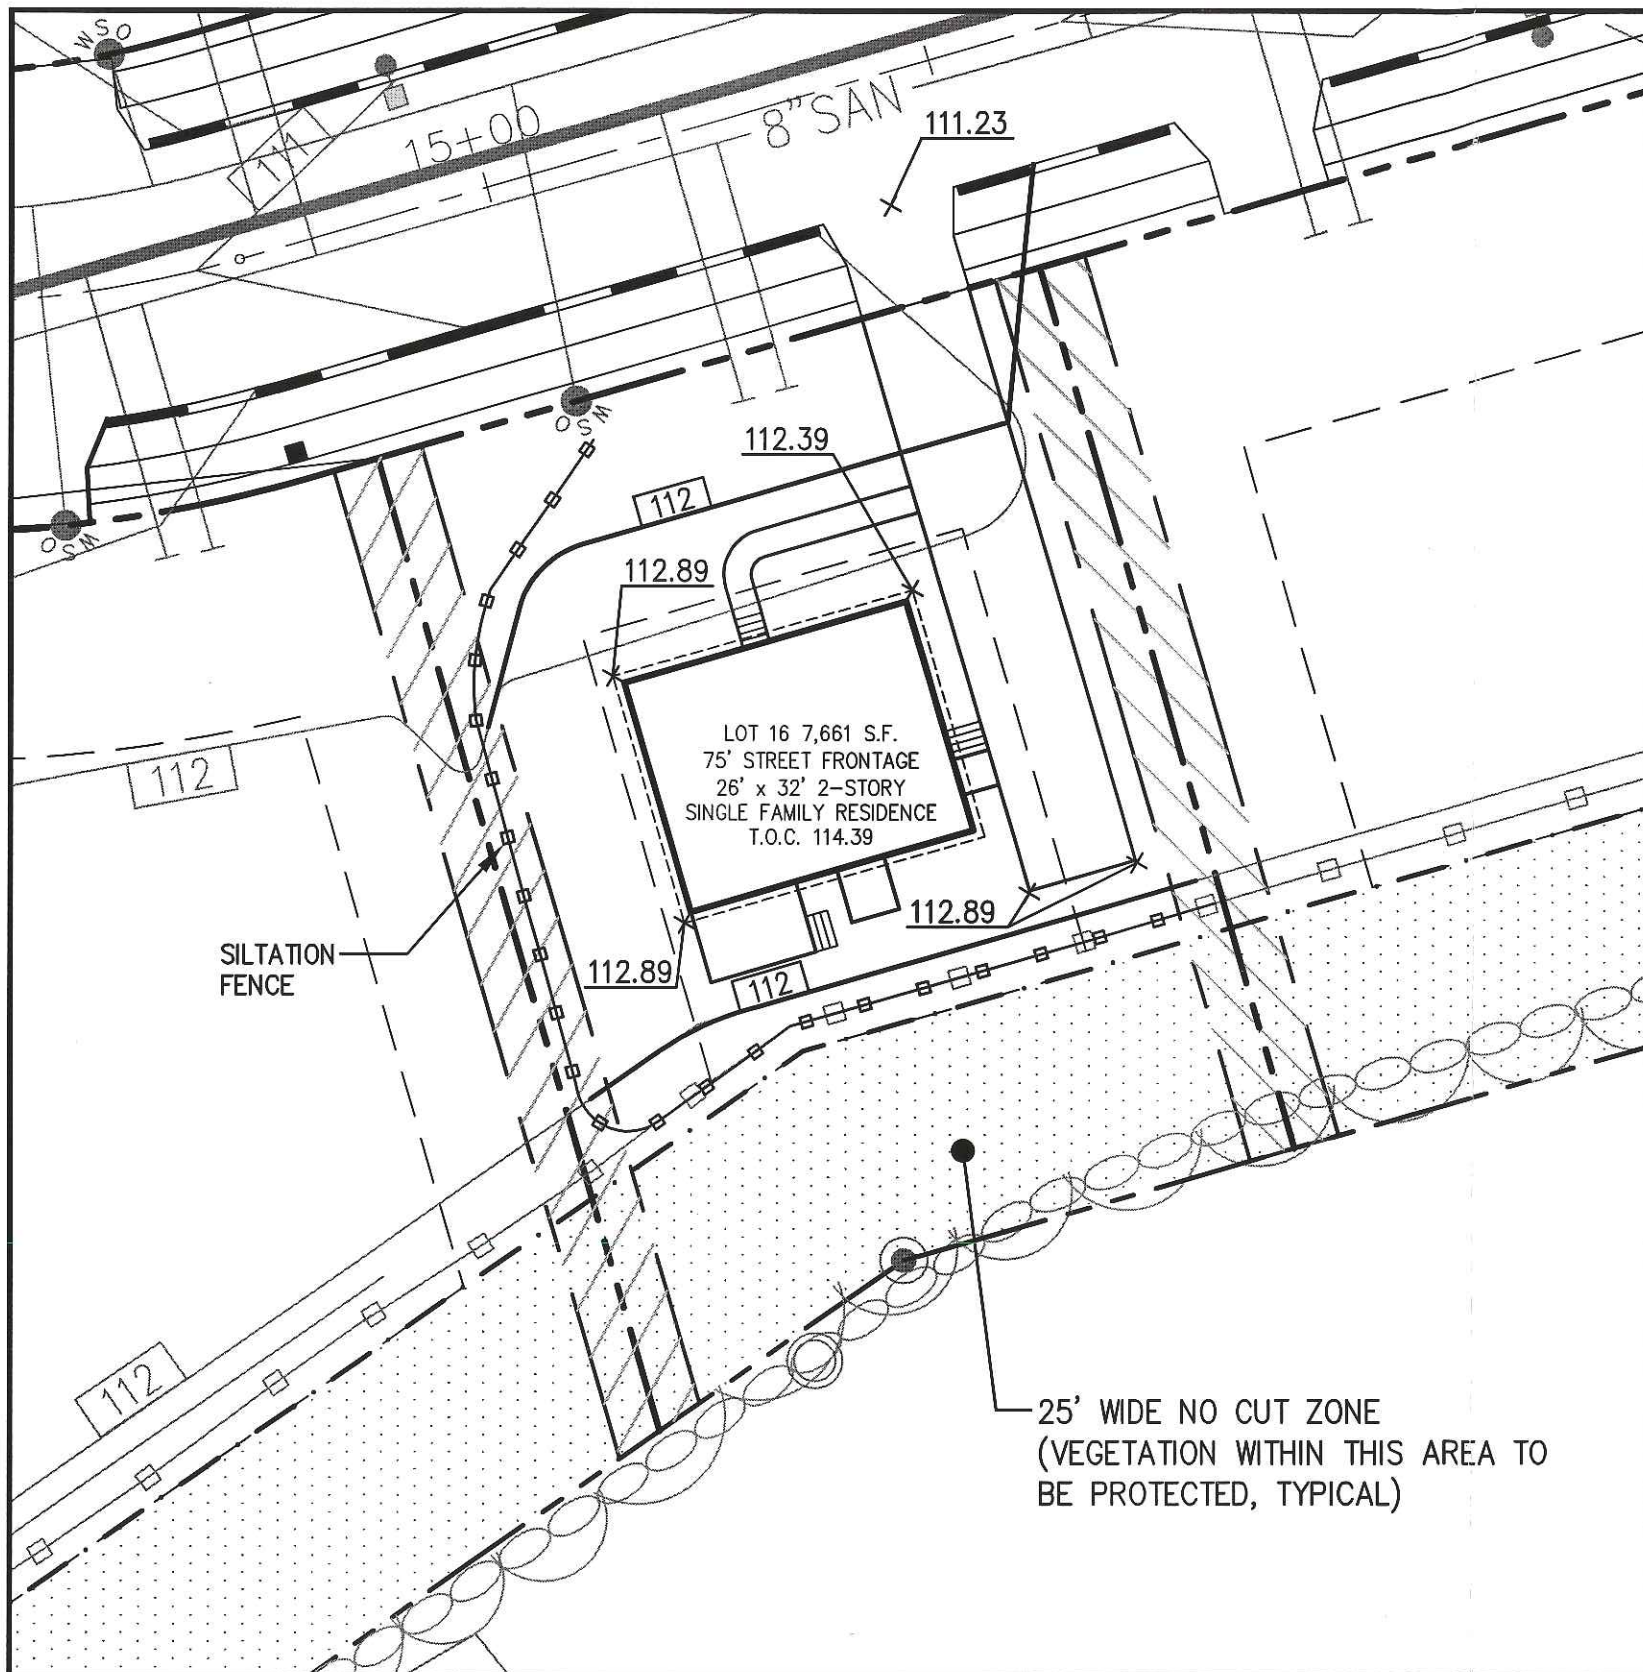 WSO
111
15+00
8" SAN
111.23
WSO
WSO
112.39
112
112.89
LOT 16 7,661 S.F.
75' STREET FRONTAGE
26' x 32' 2-STORY
SINGLE FAMILY RESIDENCE
T.O.C. 114.39
112
SILTATION
FENCE
112.89
112.89
112
112
25' WIDE NO CUT ZONE
(VEGETATION WITHIN THIS AREA TO
BE PROTECTED, TYPICAL)